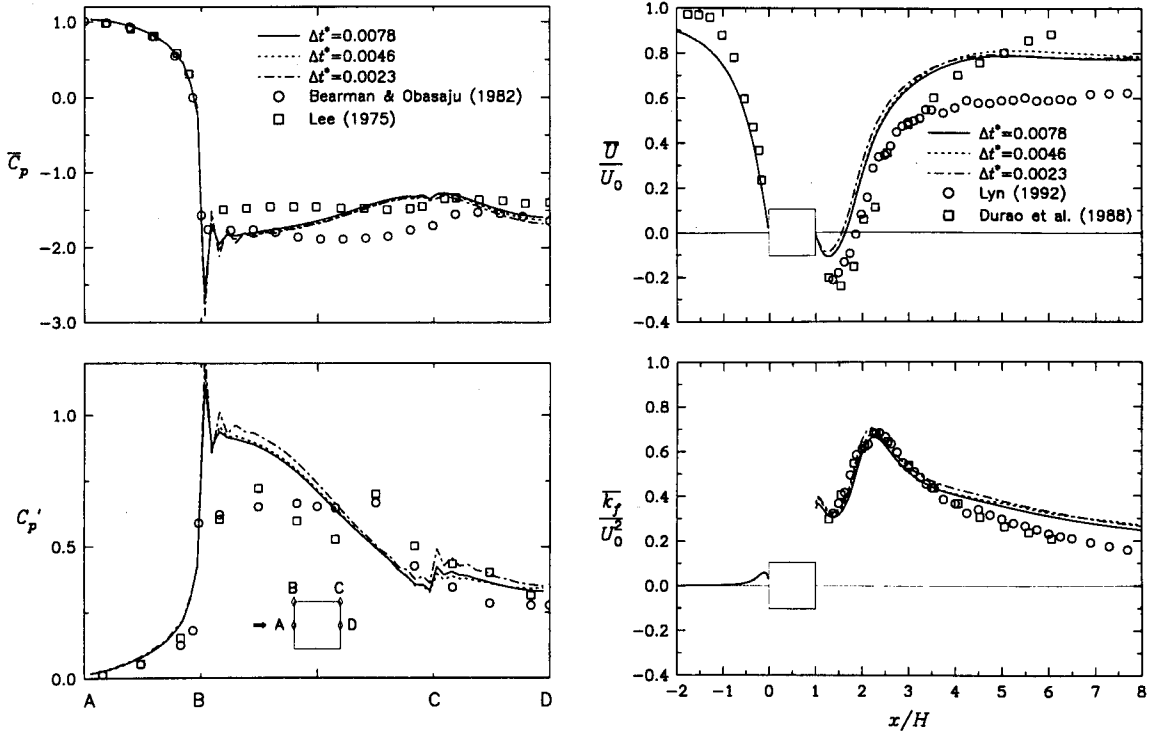 1.0
0.0
−1.0
−2.0
−3.0
C̅p
Δt*=0.0078
Δt*=0.0046
Δt*=0.0023
Bearman & Obasaju (1982)
Lee (1975)
1.0
0.5
0.0
Cp'
B C
A D
A B C D
1.0
0.8
0.6
0.4
0.2
0.0
−0.2
−0.4
U̅
U0
Δt*=0.0078
Δt*=0.0046
Δt*=0.0023
Lyn (1992)
Durao et al. (1988)
1.0
0.8
0.6
0.4
0.2
0.0
−0.2
−0.4
k̅f
U0²
−2 −1 0 1 2 3 4 5 6 7 8
x/H